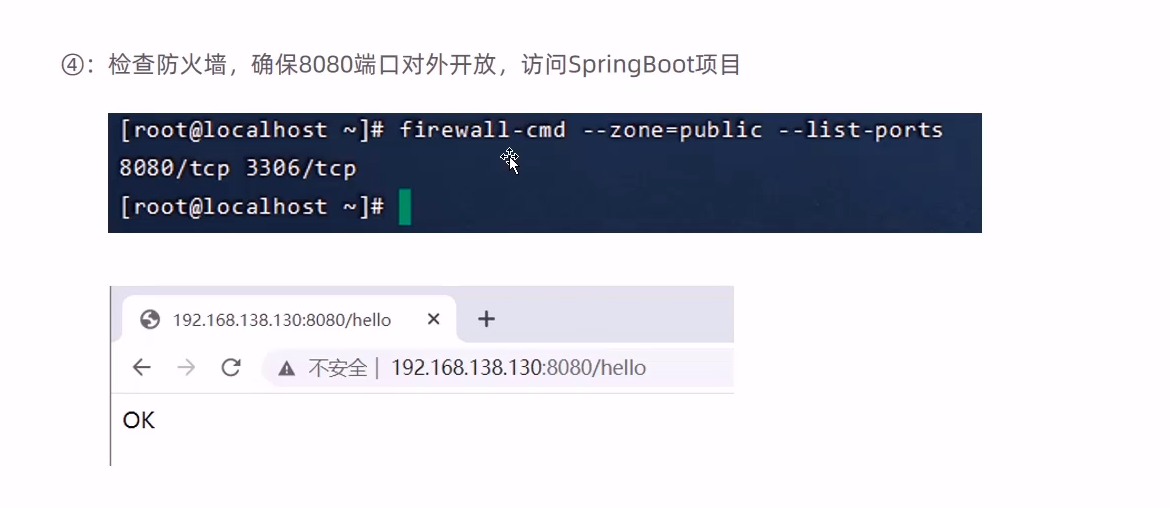 ④：检查防火墙，确保8080端口对外开放，访问SpringBoot项目
[root@localhost ~]# firewall-cmd --zone=public --list-ports
8080/tcp 3306/tcp
[root@localhost ~]#
192.168.138.130:8080/hello
不安全 | 192.168.138.130:8080/hello
OK